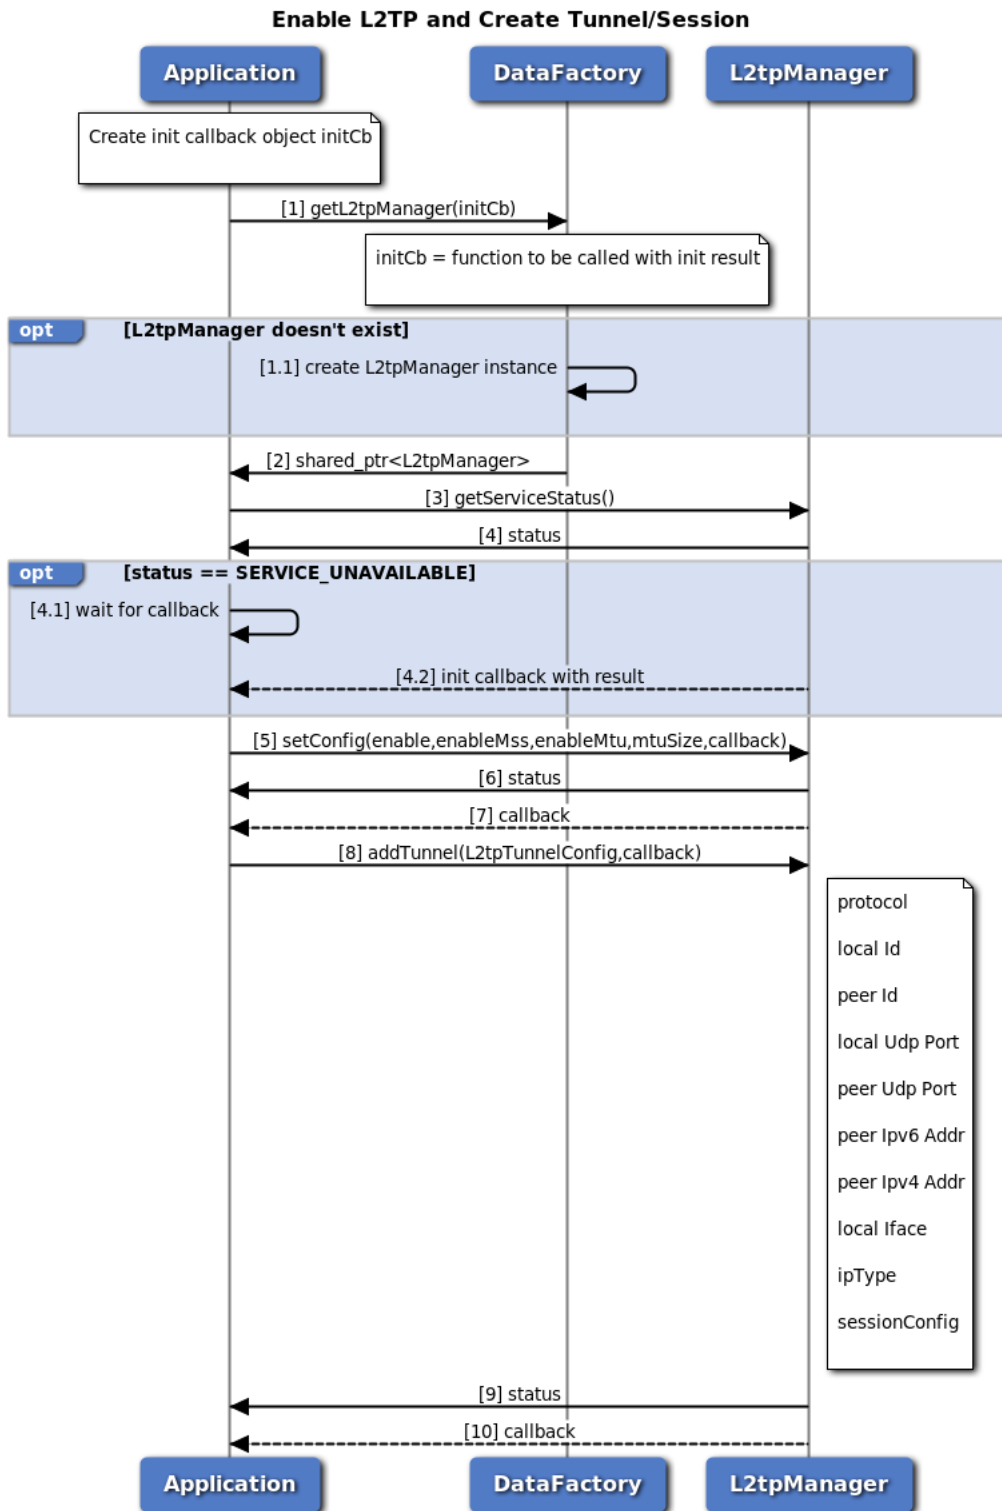 Enable L2TP and Create Tunnel/Session
Application
DataFactory
L2tpManager
Create init callback object initCb
[1] getL2tpManager(initCb)
initCb = function to be called with init result
opt
[L2tpManager doesn't exist]
[1.1] create L2tpManager instance
[2] shared_ptr<L2tpManager>
[3] getServiceStatus()
[4] status
opt
[status == SERVICE_UNAVAILABLE]
[4.1] wait for callback
[4.2] init callback with result
[5] setConfig(enable,enableMss,enableMtu,mtuSize,callback)
[6] status
[7] callback
[8] addTunnel(L2tpTunnelConfig,callback)
protocol
local Id
peer Id
local Udp Port
peer Udp Port
peer Ipv6 Addr
peer Ipv4 Addr
local Iface
ipType
sessionConfig
[9] status
[10] callback
Application
DataFactory
L2tpManager